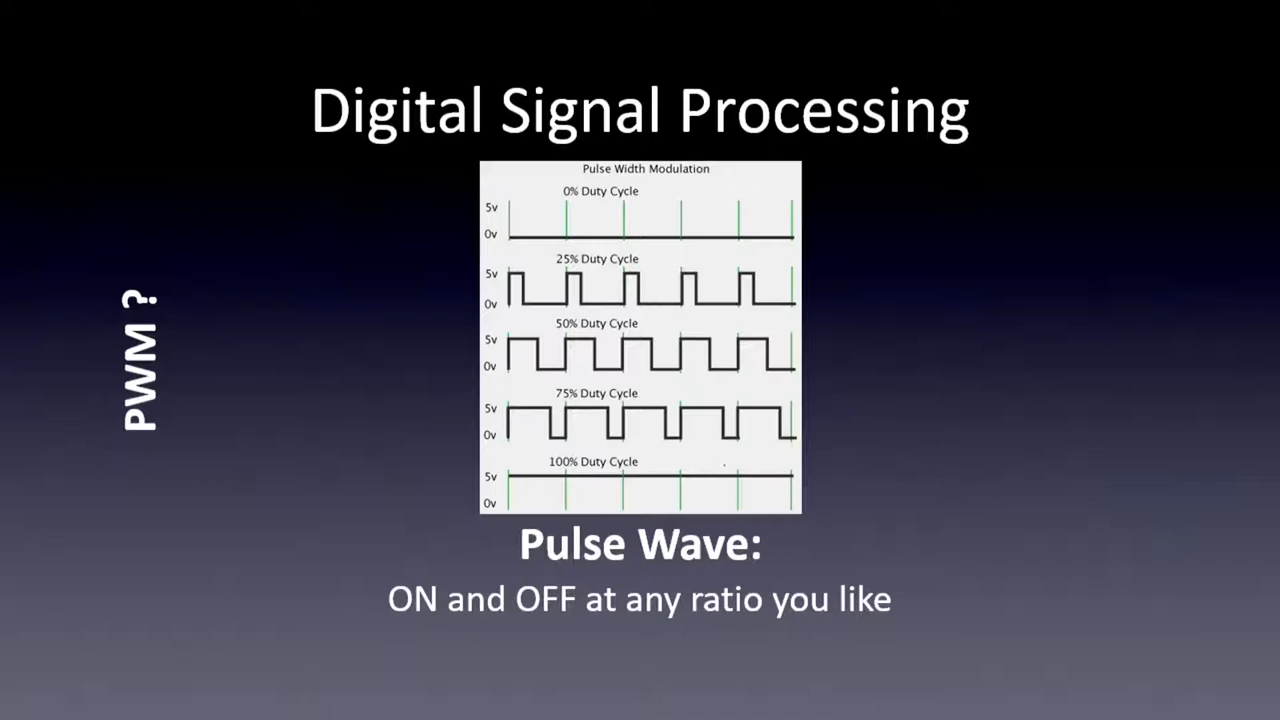 Digital Signal Processing
PWM ?
Pulse Width Modulation
0% Duty Cycle
5v
0v
25% Duty Cycle
5v
0v
50% Duty Cycle
5v
0v
75% Duty Cycle
5v
0v
100% Duty Cycle
5v
0v
Pulse Wave:
ON and OFF at any ratio you like